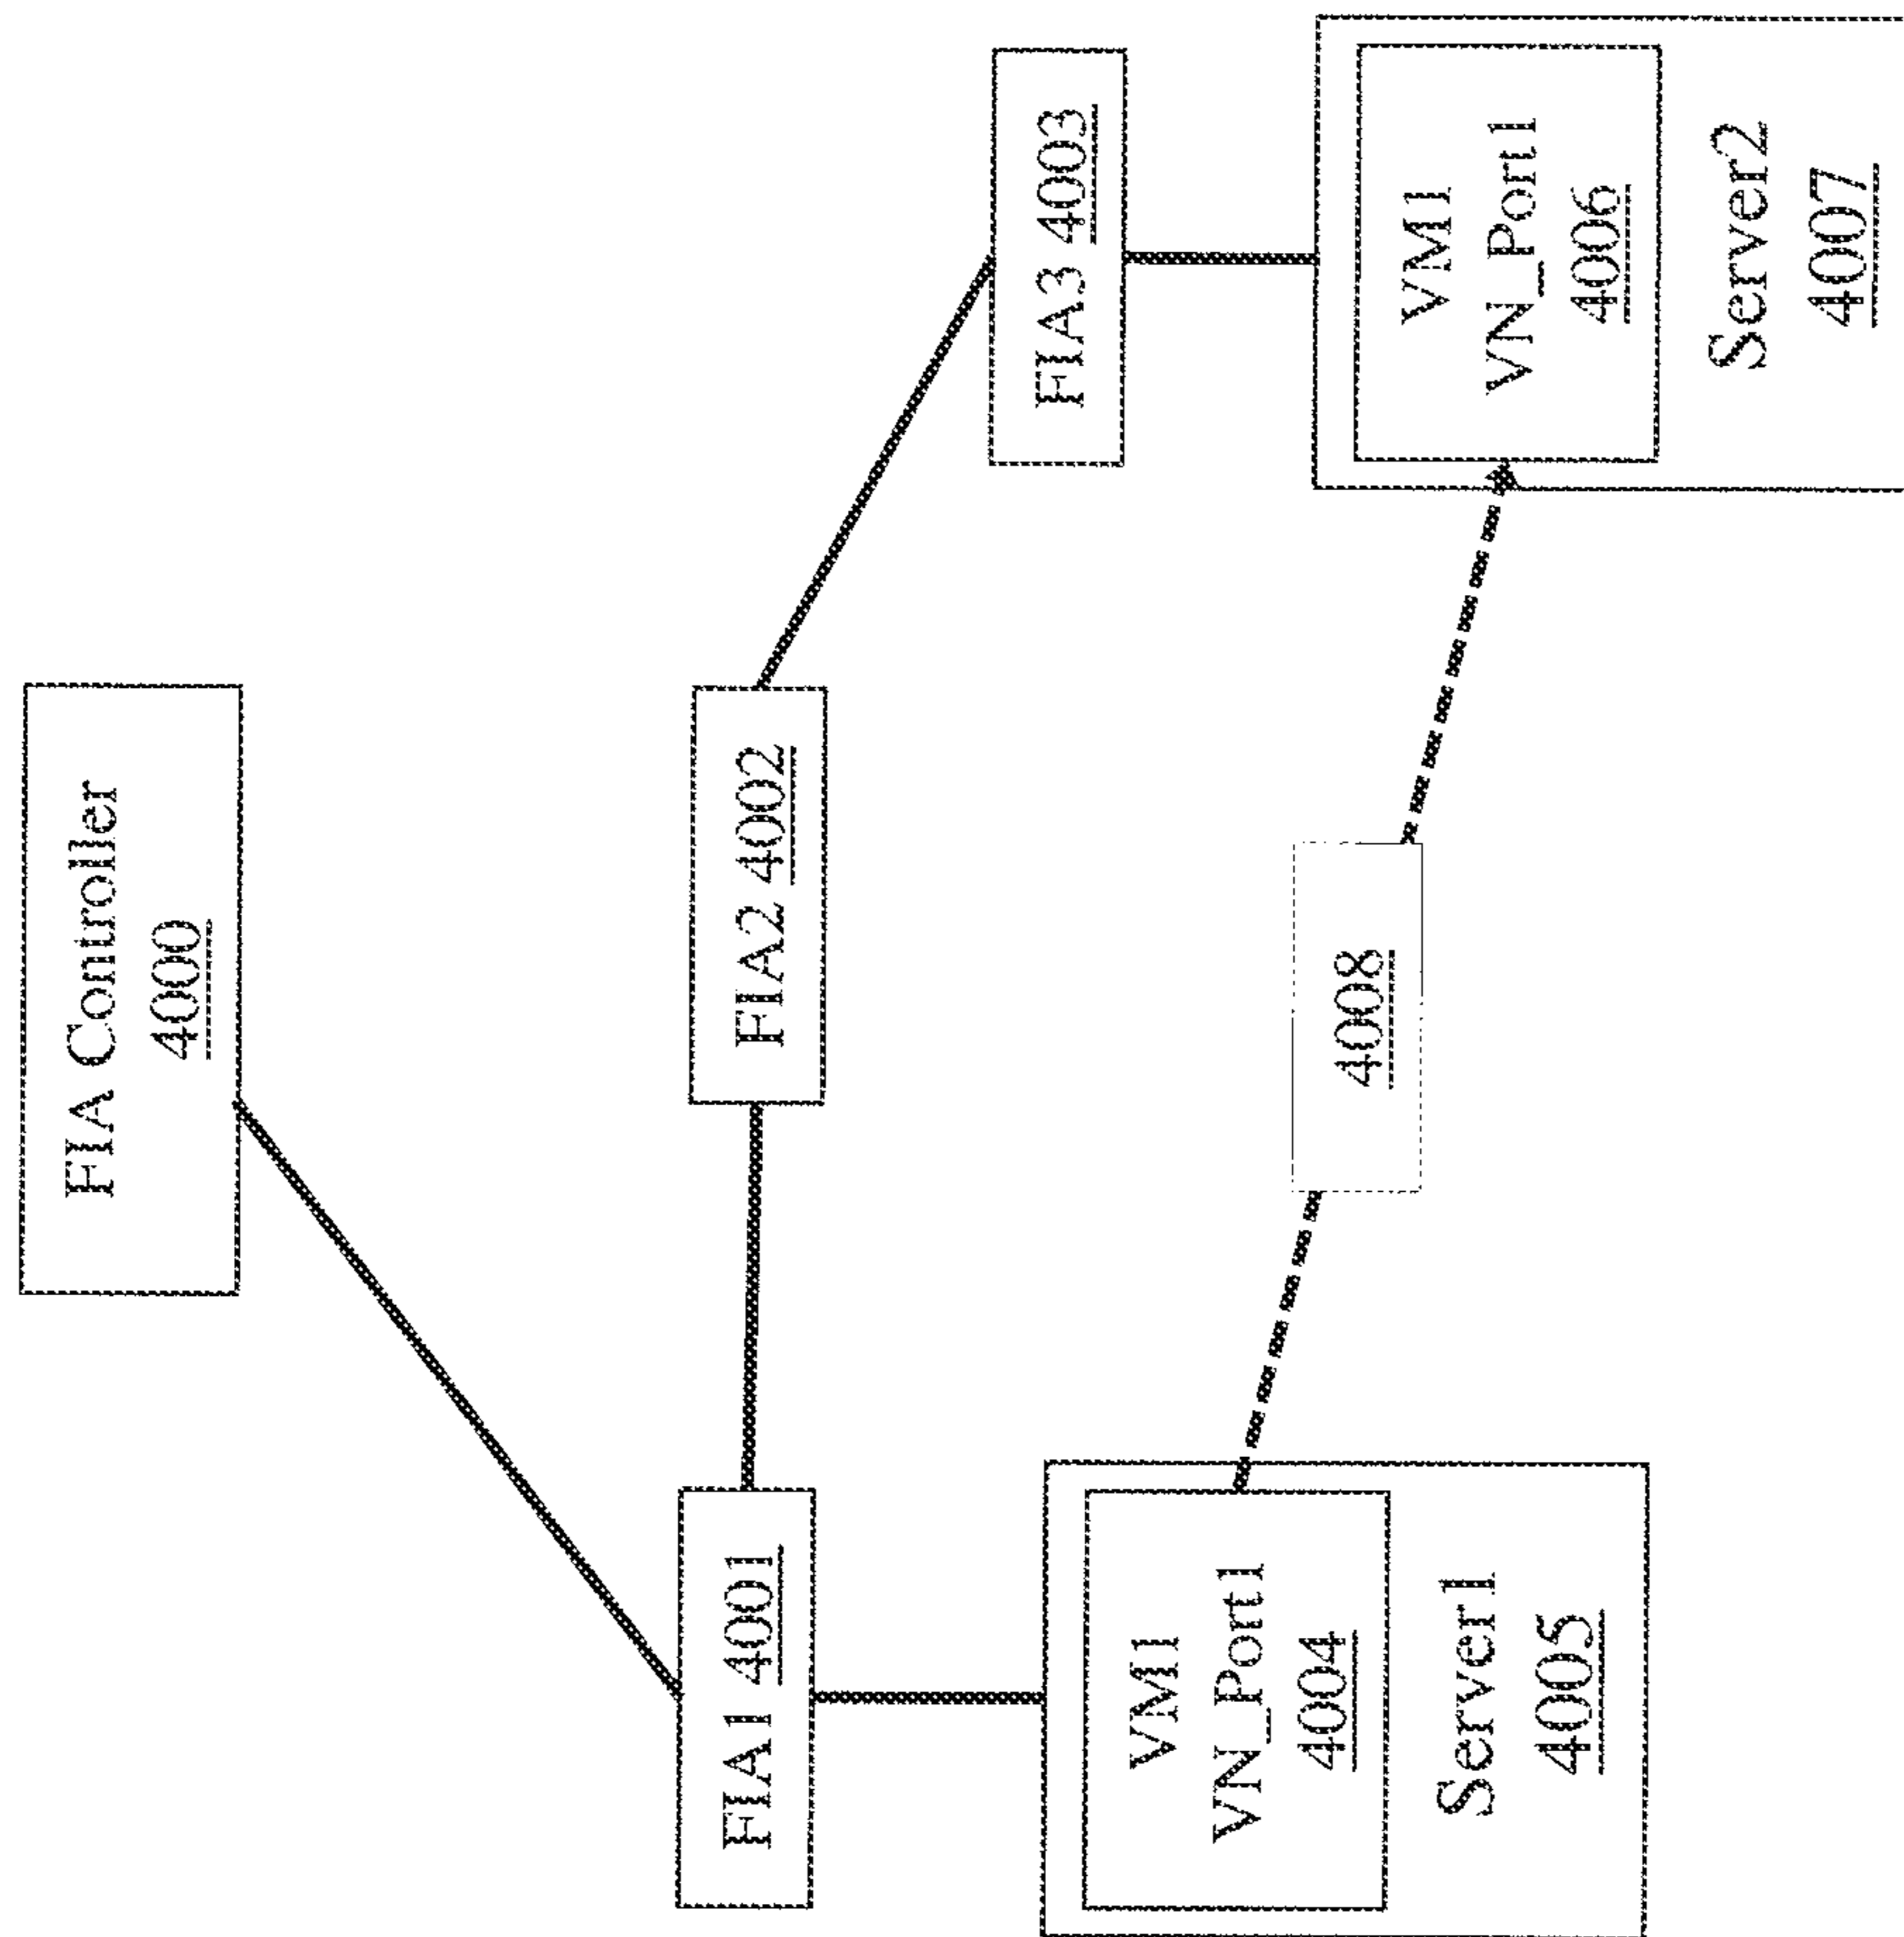 FIA Controller
4000
FIA1 4001
FIA2 4002
FIA3 4003
VM1
VN_Port1
4004
Server1
4005
4008
VM1
VN_Port1
4006
Server2
4007